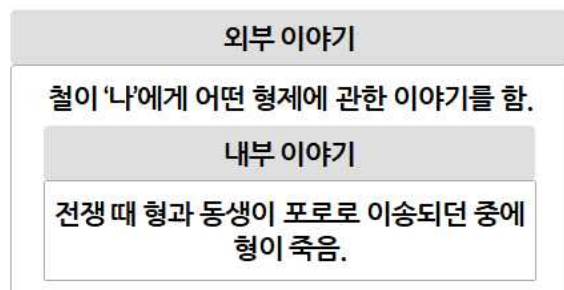 외부 이야기
철이 ‘나’에게 어떤 형제에 관한 이야기를 함.
내부 이야기
전쟁 때 형과 동생이 포로로 이송되던 중에
형이 죽음.